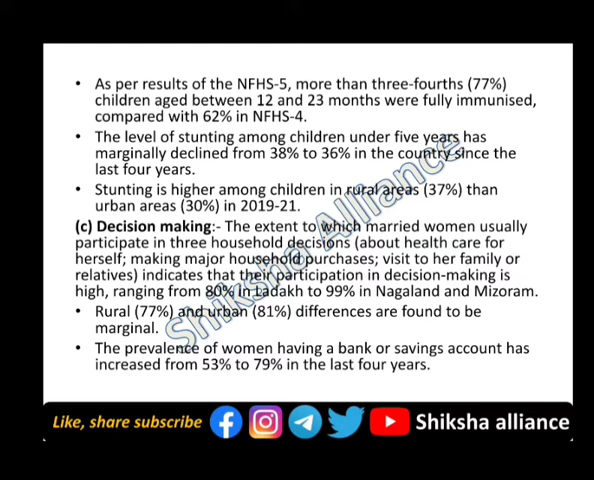 • As per results of the NFHS-5, more than three-fourths (77%)
children aged between 12 and 23 months were fully immunised,
compared with 62% in NFHS-4.
• The level of stunting among children under five years has
marginally declined from 38% to 36% in the country since the
last four years.
• Stunting is higher among children in rural areas (37%) than
urban areas (30%) in 2019-21.
(c) Decision making:- The extent to which married women usually
participate in three household decisions (about health care for
herself; making major household purchases; visit to her family or
relatives) indicates that their participation in decision-making is
high, ranging from 80% in Ladakh to 99% in Nagaland and Mizoram.
• Rural (77%) and urban (81%) differences are found to be
marginal.
• The prevalence of women having a bank or savings account has
increased from 53% to 79% in the last four years.
Shiksha Alliance
Like, share subscribe
Shiksha alliance